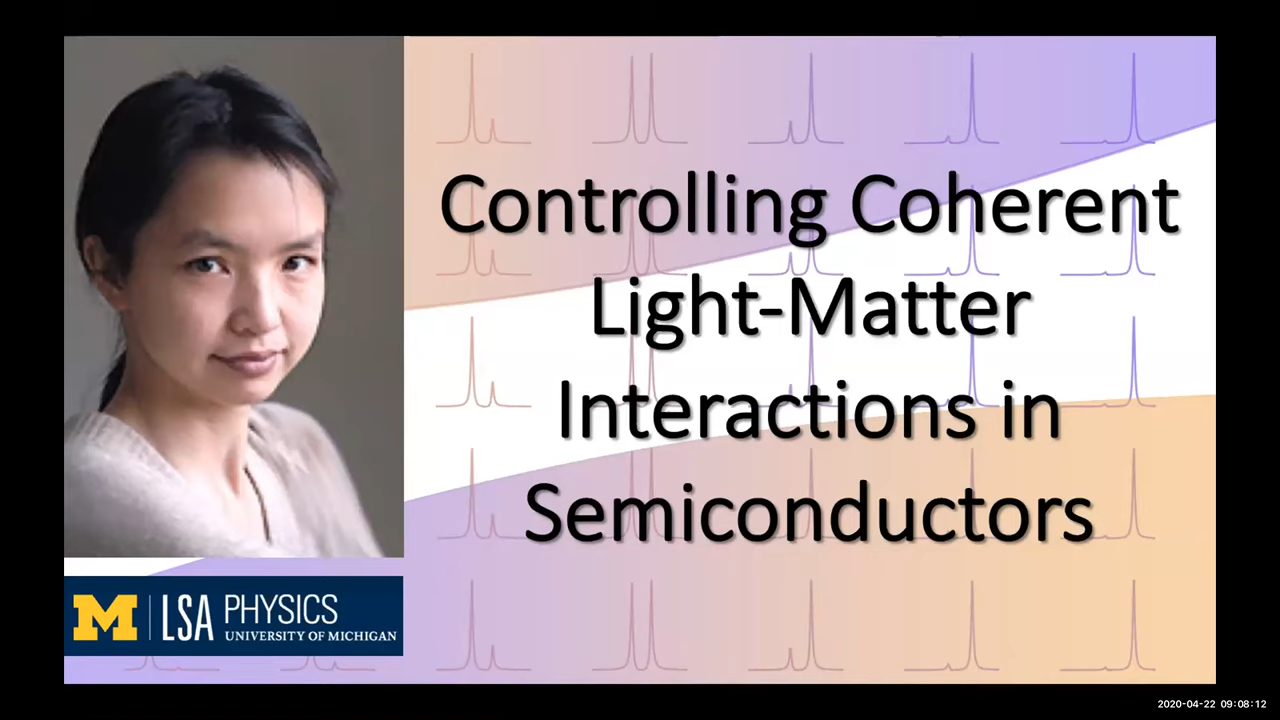 Controlling Coherent
Light-Matter
Interactions in
Semiconductors
M LSA PHYSICS
UNIVERSITY OF MICHIGAN
2020-04-22 09:08:12